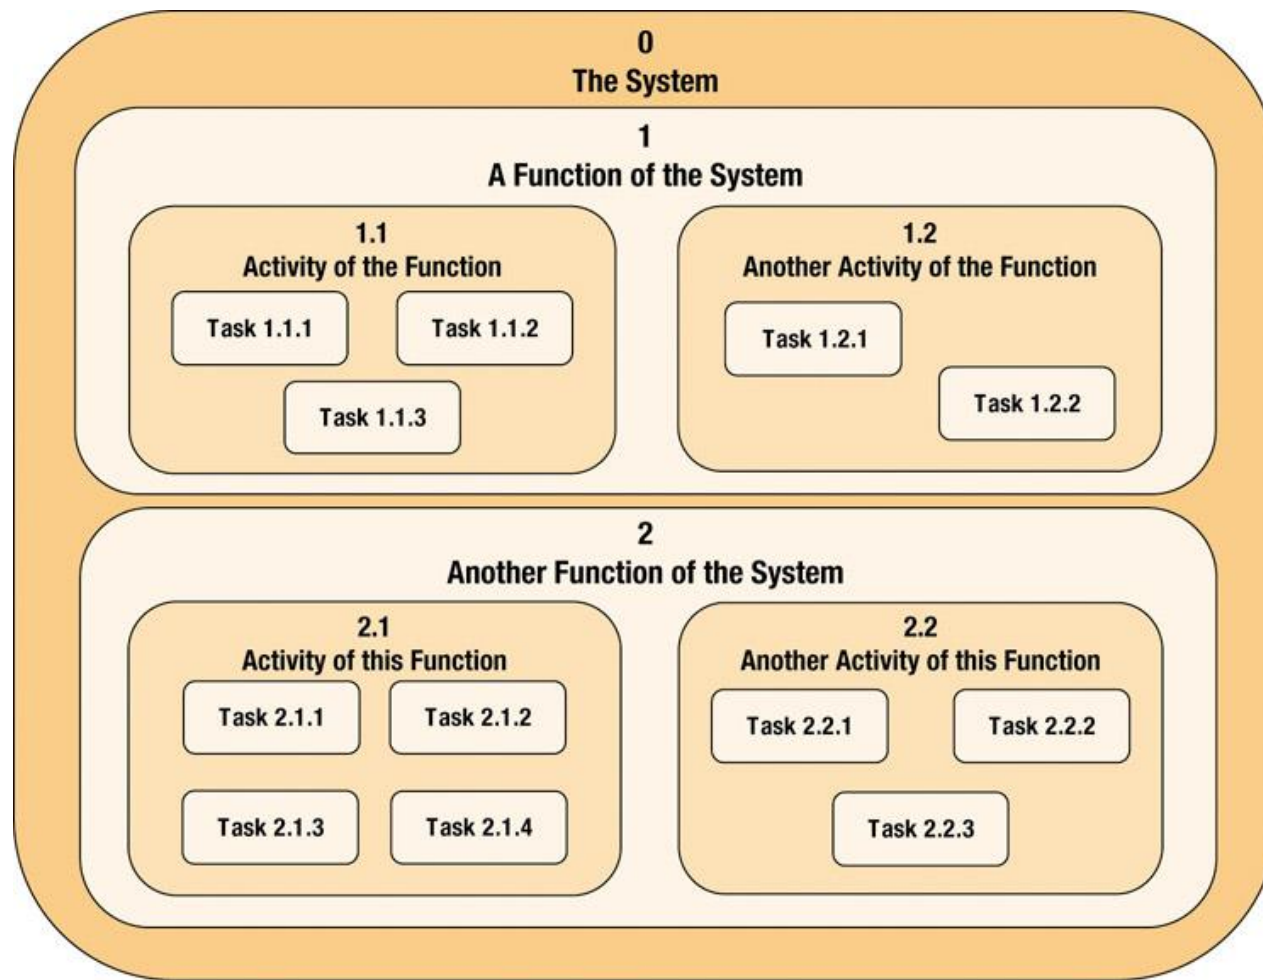 0
The System
1
A Function of the System
1.1
Activity of the Function
Task 1.1.1
Task 1.1.2
Task 1.1.3
1.2
Another Activity of the Function
Task 1.2.1
Task 1.2.2
2
Another Function of the System
2.1
Activity of this Function
Task 2.1.1
Task 2.1.2
Task 2.1.3
Task 2.1.4
2.2
Another Activity of this Function
Task 2.2.1
Task 2.2.2
Task 2.2.3